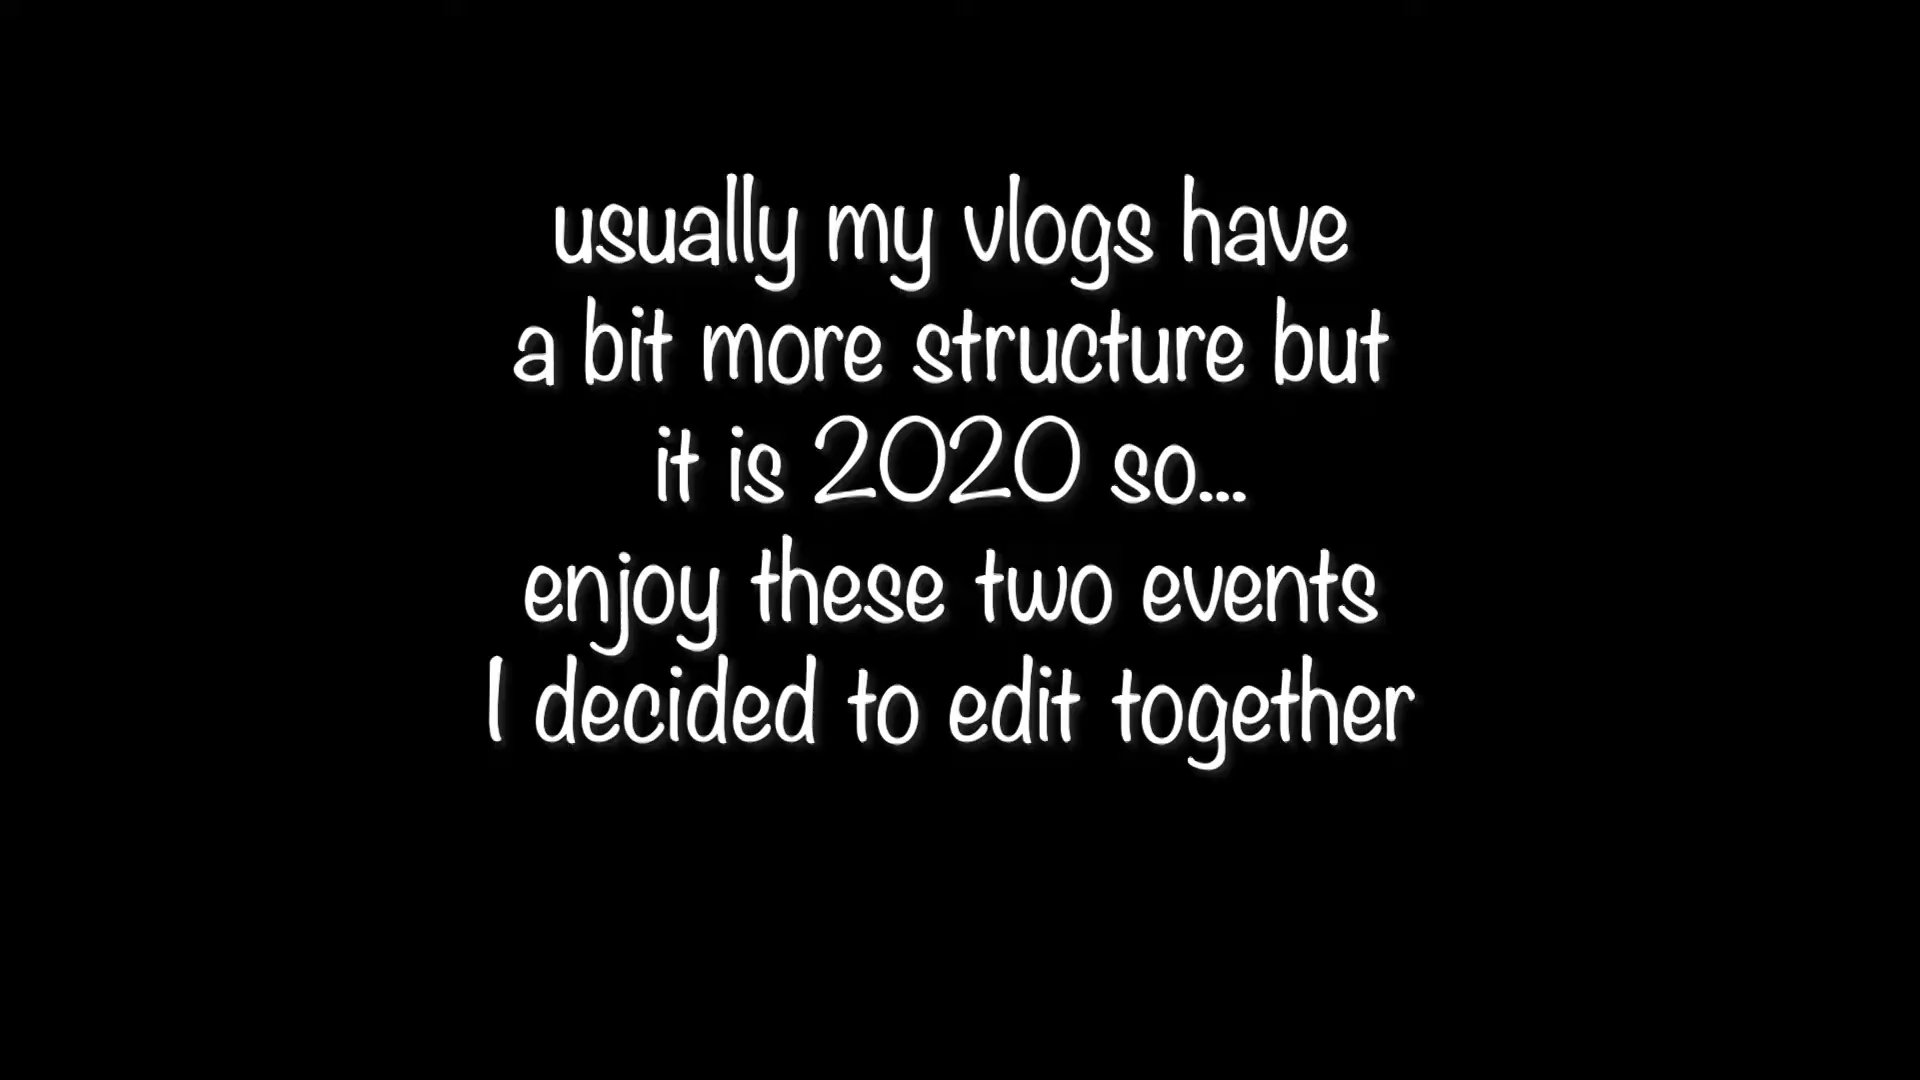 usually my vlogs have
a bit more structure but
it is 2020 so...
enjoy these two events
I decided to edit together